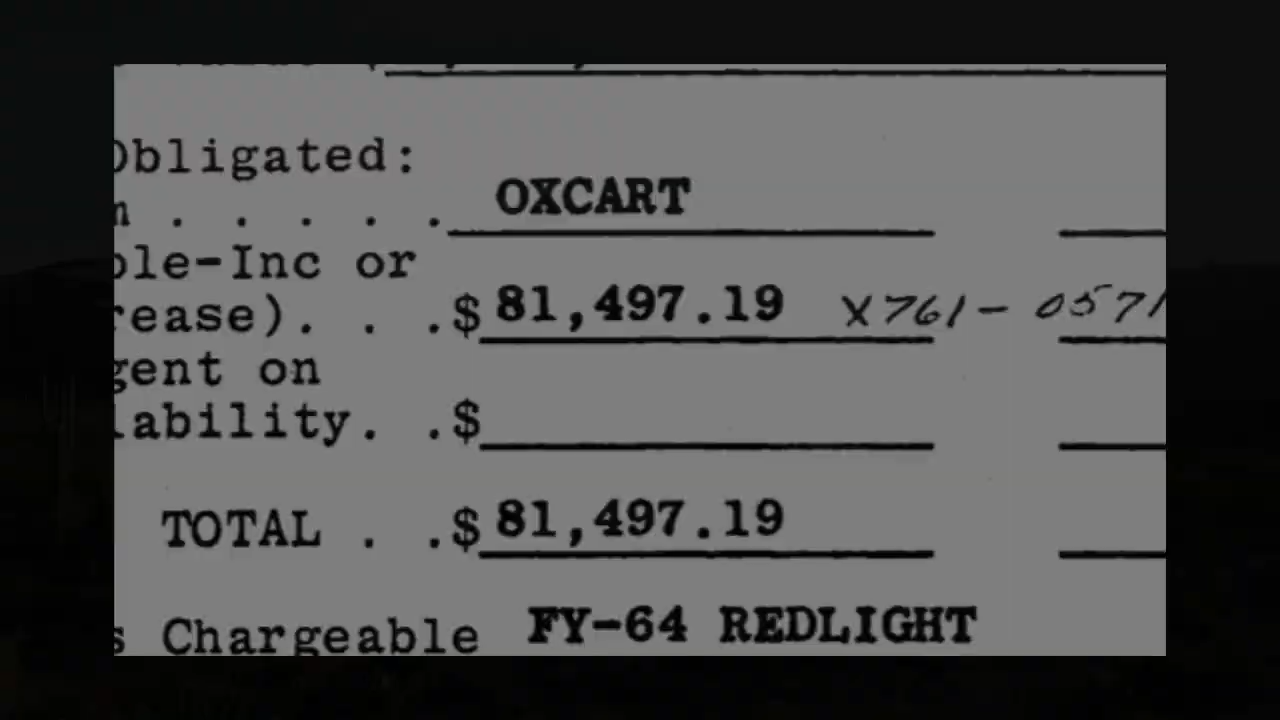 Obligated:
. . . . . OXCART
ole-Inc or
rease). . .$ 81,497.19 X761-0571
gent on
lability. . .$
TOTAL . .$ 81,497.19
s Chargeable FY-64 REDLIGHT